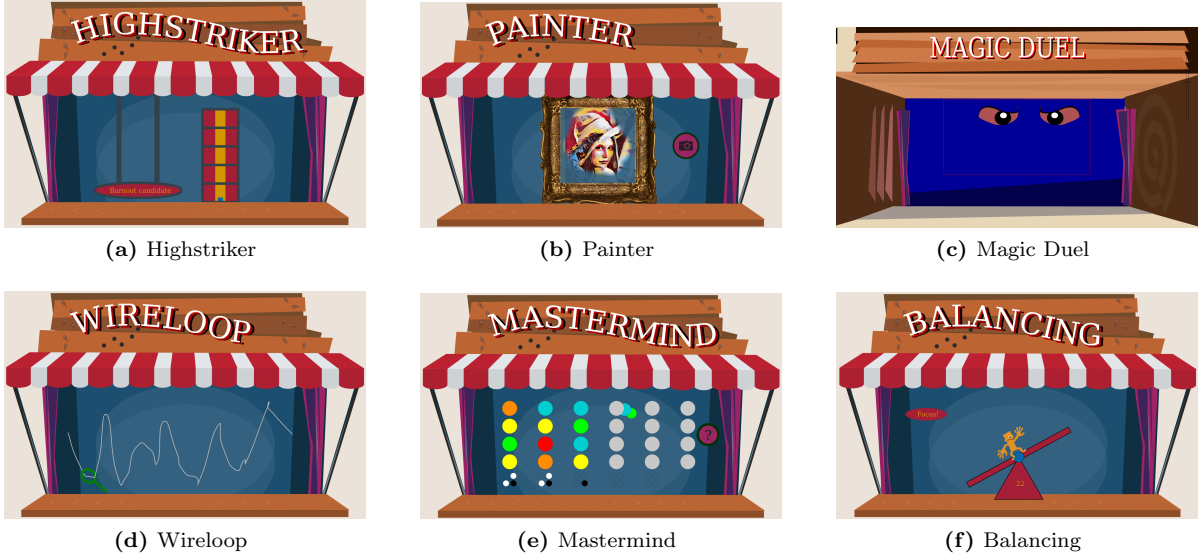 HIGHSTRIKER
Burnout candidate
(a) Highstriker
PAINTER
(b) Painter
MAGIC DUEL
(c) Magic Duel
WIRELOOP
(d) Wireloop
MASTERMIND
?
(e) Mastermind
BALANCING
Focus!
22
(f) Balancing